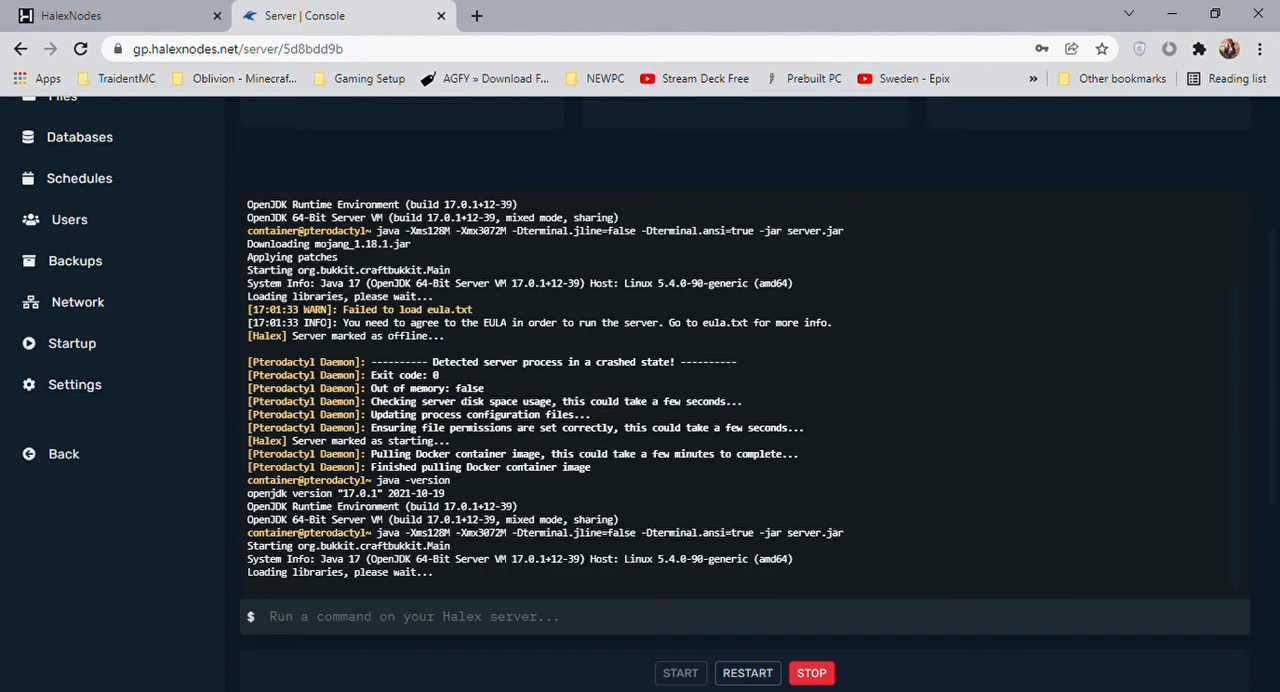 HalexNodes
Server | Console
gp.halexnodes.net/server/5d8bdd9b
Apps
TraidentMC
Oblivion - Minecraf...
Gaming Setup
AGFY » Download F...
NEWPC
Stream Deck Free
Prebuilt PC
Sweden - Epix
»
Other bookmarks
Reading list
Files
Databases
Schedules
Users
Backups
Network
Startup
Settings
Back
OpenJDK Runtime Environment (build 17.0.1+12-39)
OpenJDK 64-Bit Server VM (build 17.0.1+12-39, mixed mode, sharing)
container@pterodactyl~ java -Xms128M -Xmx3072M -Dterminal.jline=false -Dterminal.ansi=true -jar server.jar
Downloading mojang_1.18.1.jar
Applying patches
Starting org.bukkit.craftbukkit.Main
System Info: Java 17 (OpenJDK 64-Bit Server VM 17.0.1+12-39) Host: Linux 5.4.0-90-generic (amd64)
Loading libraries, please wait...
[17:01:33 WARN]: Failed to load eula.txt
[17:01:33 INFO]: You need to agree to the EULA in order to run the server. Go to eula.txt for more info.
[Halex] Server marked as offline...
[Pterodactyl Daemon]: ---------- Detected server process in a crashed state! ----------
[Pterodactyl Daemon]: Exit code: 0
[Pterodactyl Daemon]: Out of memory: false
[Pterodactyl Daemon]: Checking server disk space usage, this could take a few seconds...
[Pterodactyl Daemon]: Updating process configuration files...
[Pterodactyl Daemon]: Ensuring file permissions are set correctly, this could take a few seconds...
[Halex] Server marked as starting...
[Pterodactyl Daemon]: Pulling Docker container image, this could take a few minutes to complete...
[Pterodactyl Daemon]: Finished pulling Docker container image
container@pterodactyl~ java -version
openjdk version "17.0.1" 2021-10-19
OpenJDK Runtime Environment (build 17.0.1+12-39)
OpenJDK 64-Bit Server VM (build 17.0.1+12-39, mixed mode, sharing)
container@pterodactyl~ java -Xms128M -Xmx3072M -Dterminal.jline=false -Dterminal.ansi=true -jar server.jar
Starting org.bukkit.craftbukkit.Main
System Info: Java 17 (OpenJDK 64-Bit Server VM 17.0.1+12-39) Host: Linux 5.4.0-90-generic (amd64)
Loading libraries, please wait...
$ Run a command on your Halex server...
START
RESTART
STOP